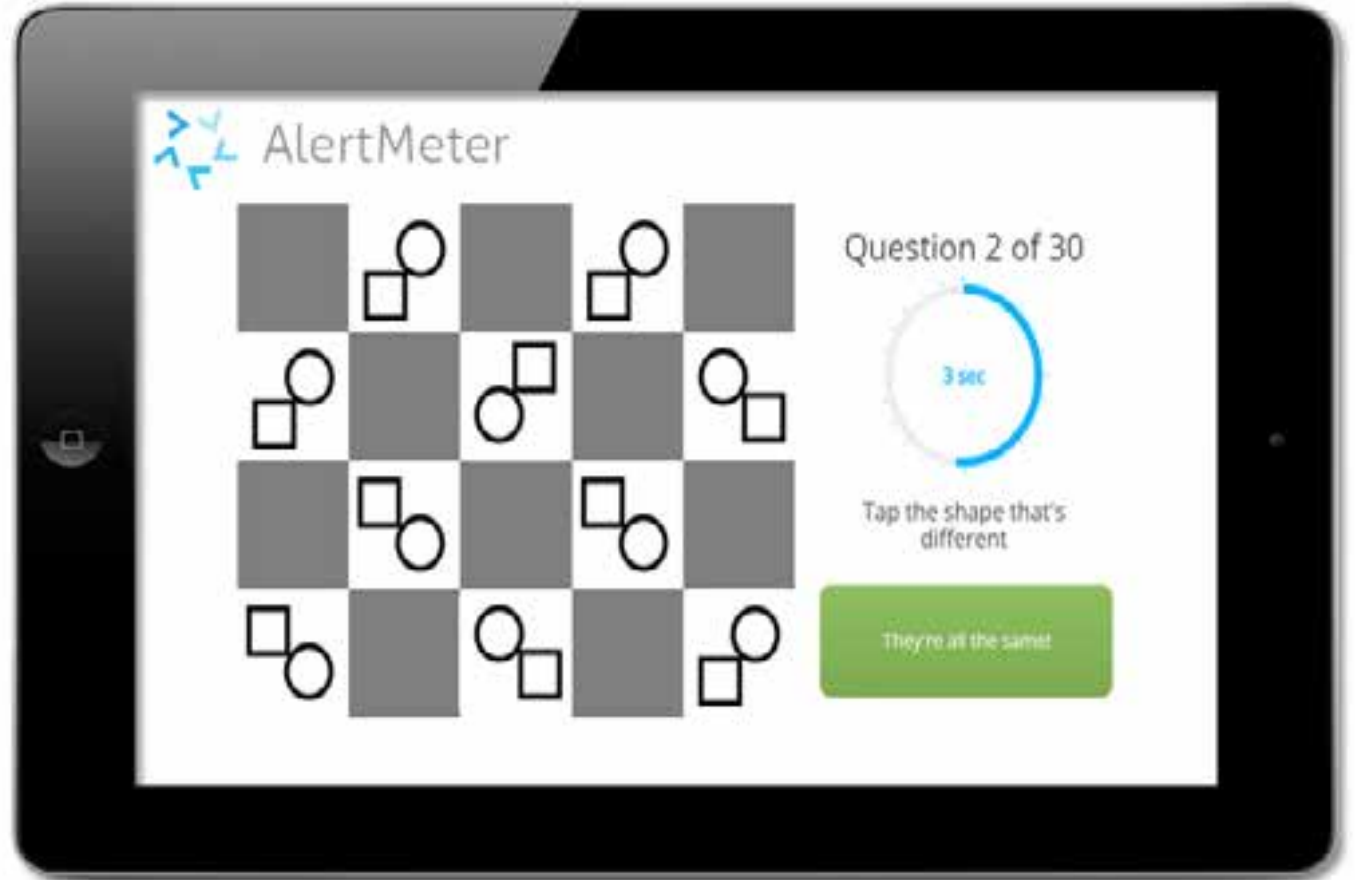 AlertMeter
Question 2 of 30
3 sec
Tap the shape that's
different
They're all the same!